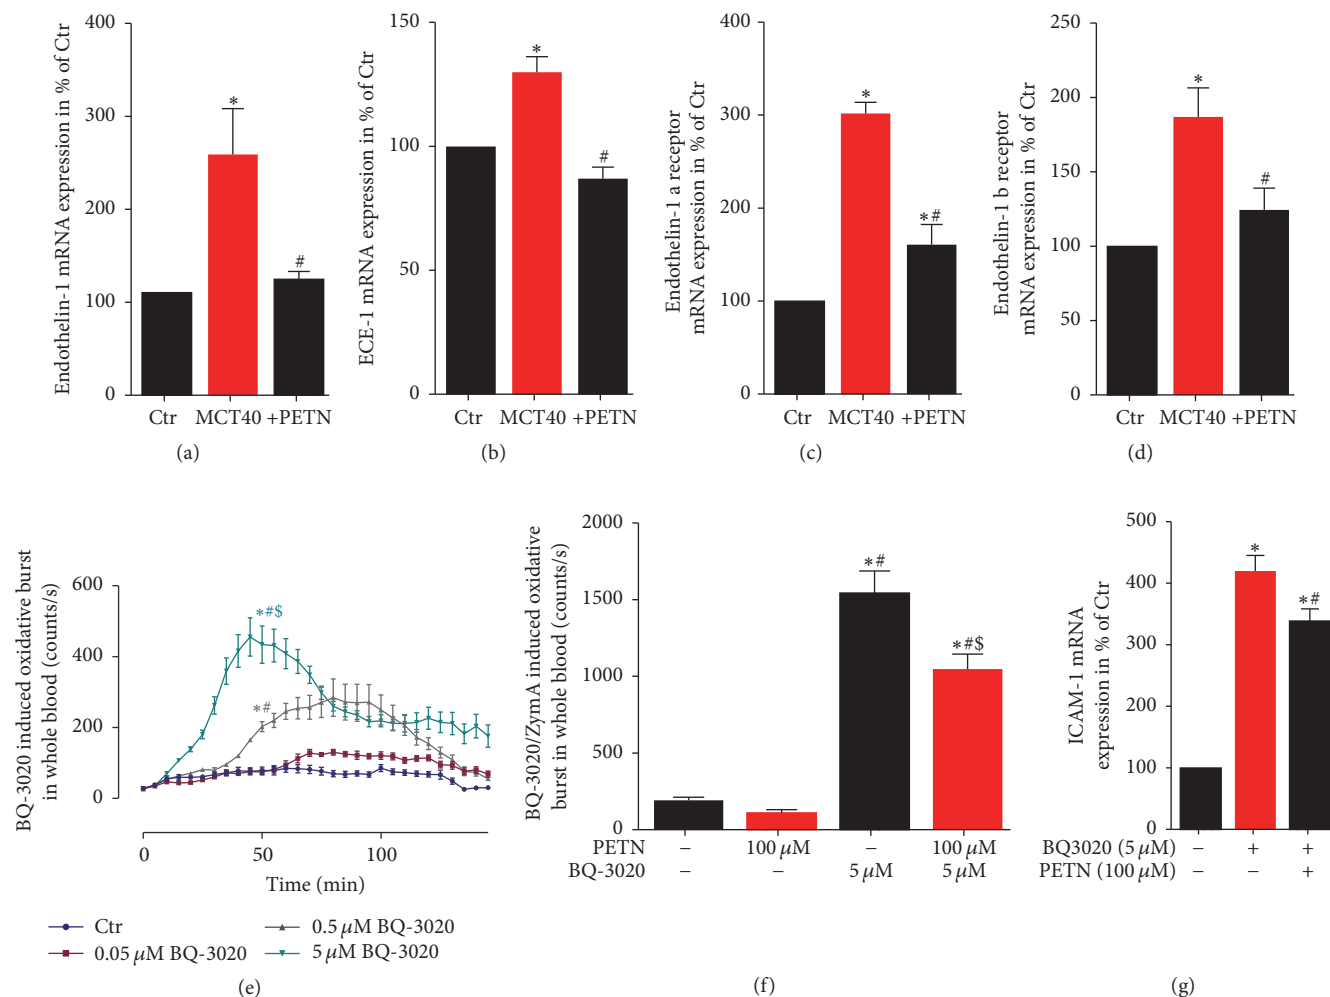 Endothelin-1 mRNA expression in % of Ctr
400
300
200
100
0
*
#
Ctr MCT40 +PETN
(a)
ECE-1 mRNA expression in % of Ctr
150
100
50
0
*
#
Ctr MCT40 +PETN
(b)
Endothelin-1 a receptor
mRNA expression in % of Ctr
400
300
200
100
0
*
*#
Ctr MCT40 +PETN
(c)
Endothelin-1 b receptor
mRNA expression in % of Ctr
250
200
150
100
50
0
*
#
Ctr MCT40 +PETN
(d)
BQ-3020 induced oxidative burst
in whole blood (counts/s)
600
400
200
0
*#$
*#
0 50 100
Time (min)
Ctr
0.05 μM BQ-3020
0.5 μM BQ-3020
5 μM BQ-3020
(e)
BQ-3020/ZymA induced oxidative
burst in whole blood (counts/s)
2000
1500
1000
500
0
*#
*#$
PETN – 100 μM – 100 μM
BQ-3020 – – 5 μM 5 μM
(f)
ICAM-1 mRNA
expression in % of Ctr
500
400
300
200
100
0
*
*#
BQ3020 (5 μM) – + +
PETN (100 μM) – – +
(g)